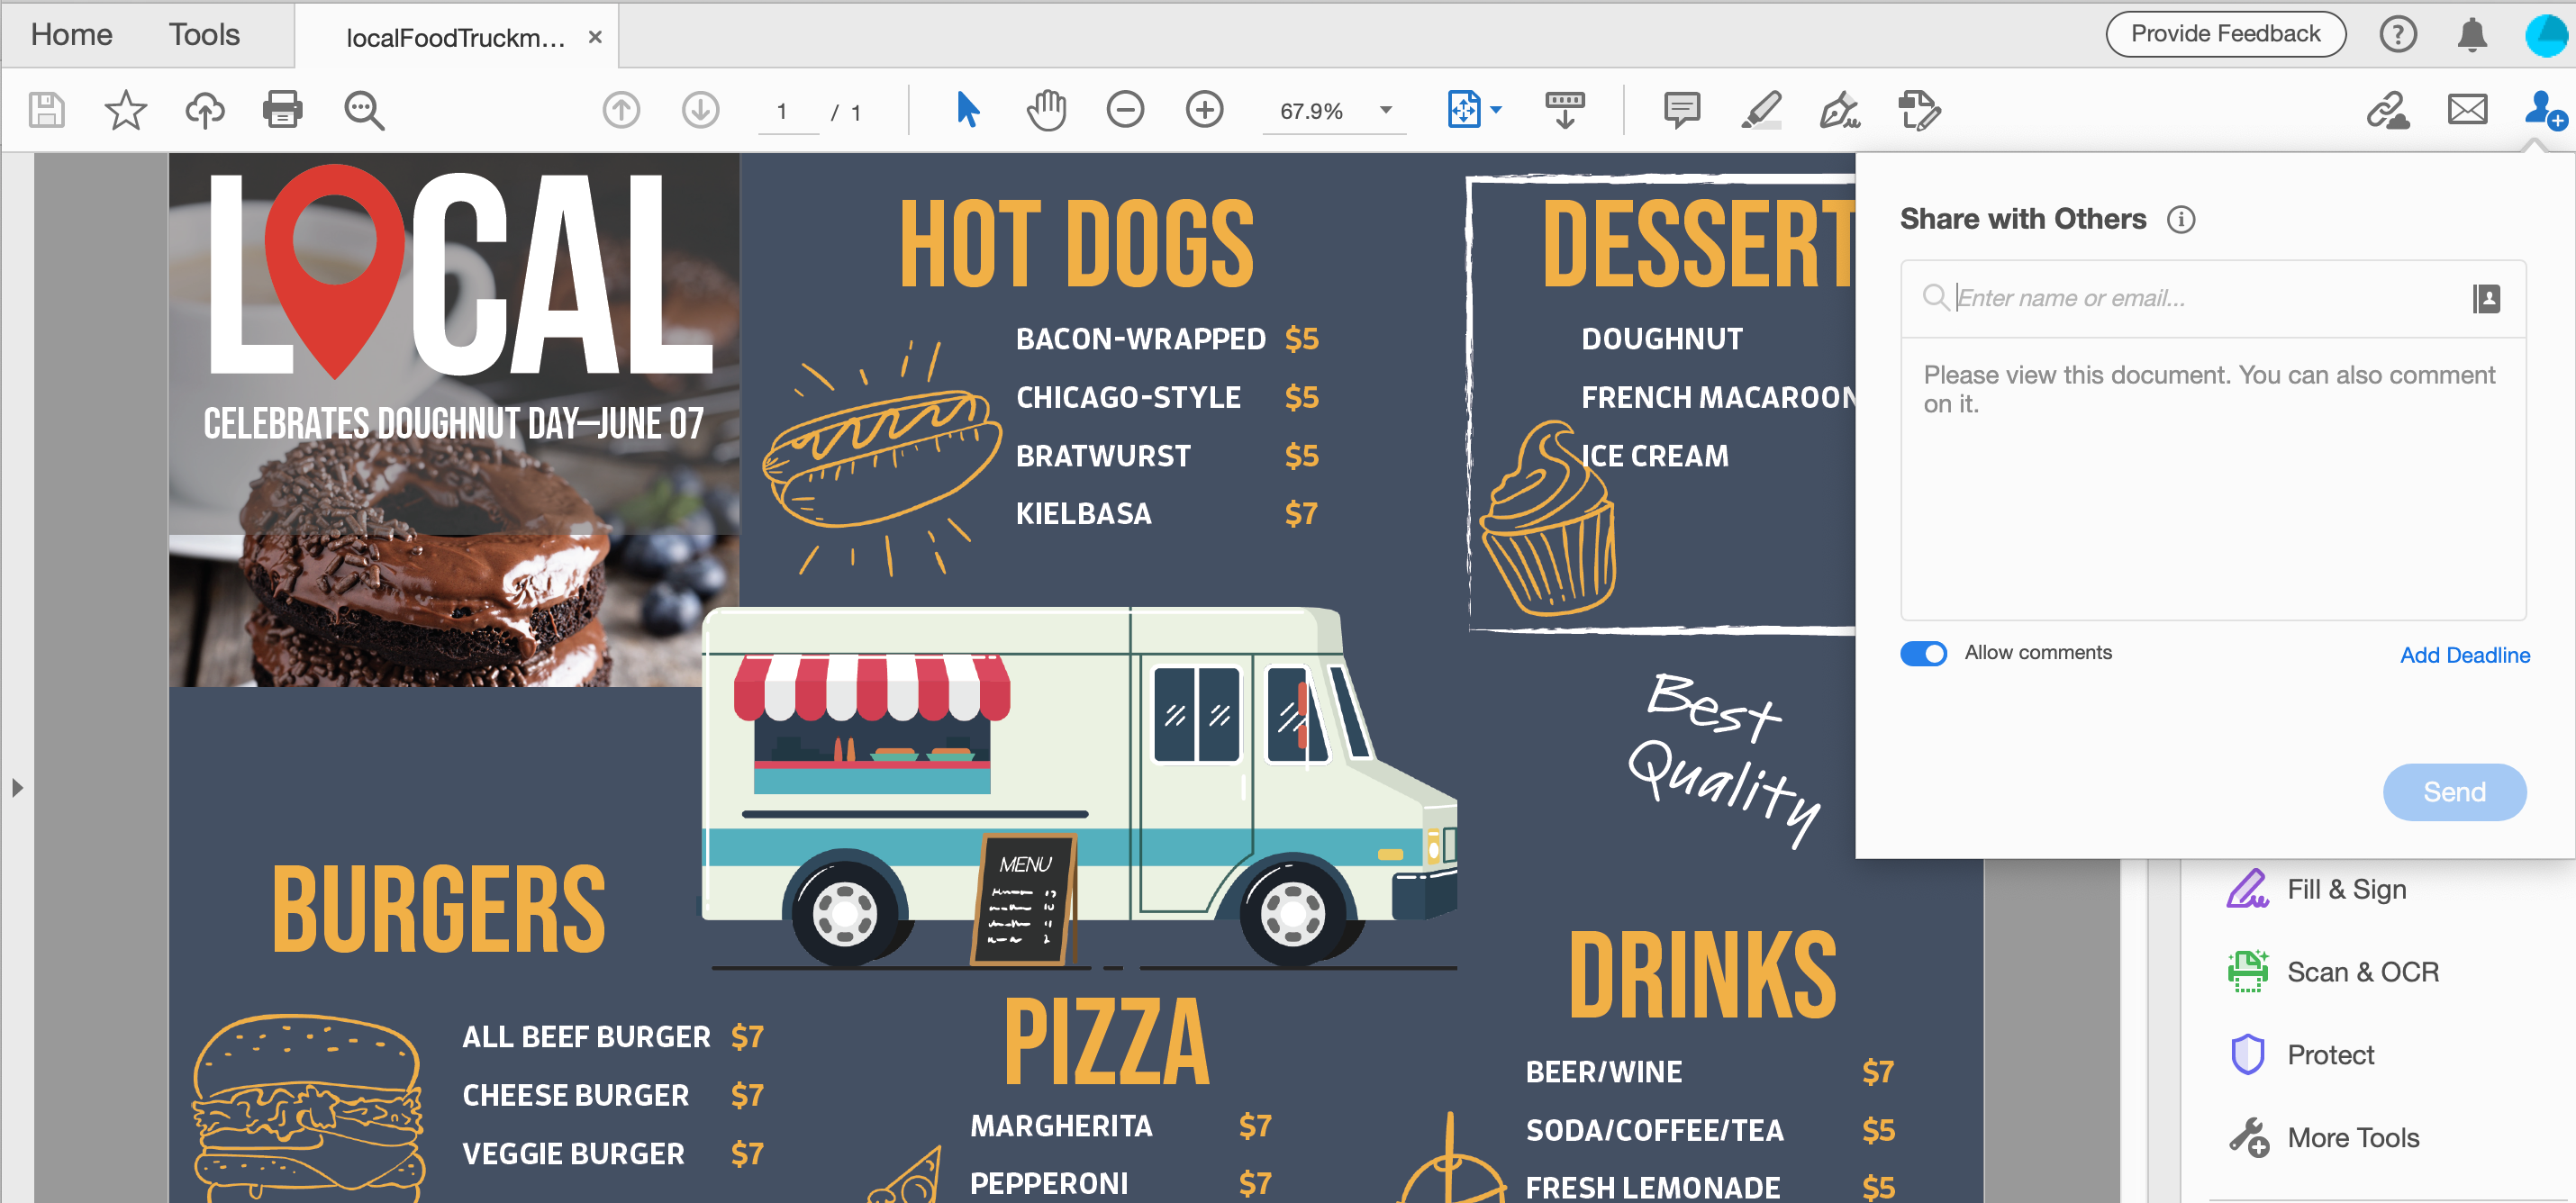 Home
Tools
localFoodTruckm...
Provide Feedback
1 / 1
67.9%
LOCAL
CELEBRATES DOUGHNUT DAY—JUNE 07
HOT DOGS
BACON-WRAPPED $5
CHICAGO-STYLE $5
BRATWURST $5
KIELBASA $7
DESSERT
DOUGHNUT
FRENCH MACAROON
ICE CREAM
Best
Quality
MENU
BURGERS
ALL BEEF BURGER $7
CHEESE BURGER $7
VEGGIE BURGER $7
PIZZA
MARGHERITA $7
PEPPERONI $7
DRINKS
BEER/WINE $7
SODA/COFFEE/TEA $5
FRESH LEMONADE $5
Share with Others
Enter name or email...
Please view this document. You can also comment
on it.
Allow comments
Add Deadline
Send
Fill & Sign
Scan & OCR
Protect
More Tools